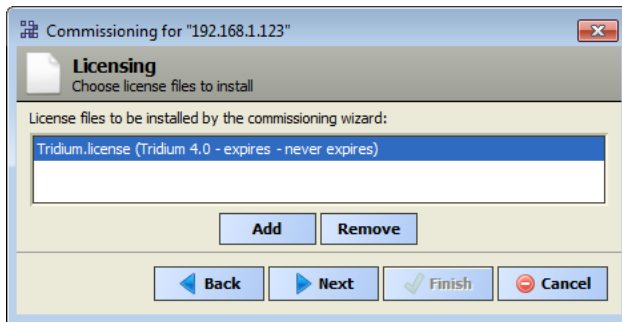 Commissioning for "192.168.1.123"
Licensing
Choose license files to install
License files to be installed by the commissioning wizard:
Tridium.license (Tridium 4.0 - expires - never expires)
Add Remove
Back Next Finish Cancel